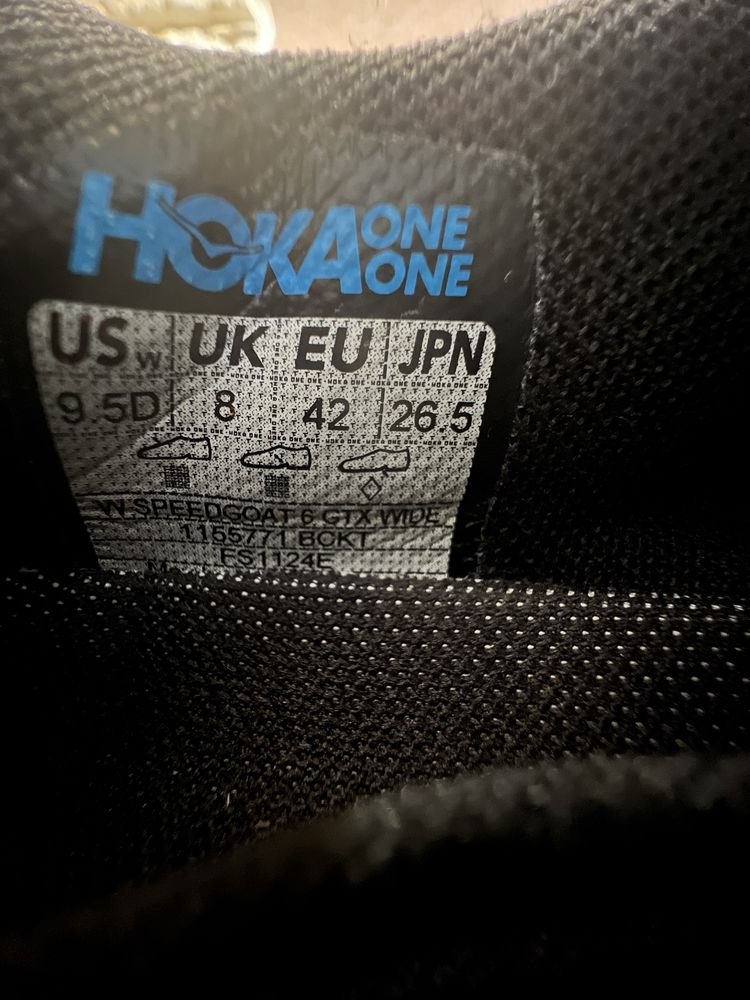 HOKA ONE ONE
US W UK EU JPN
9.5D 8 42 26.5
W SPEEDGOAT 6 GTX WIDE
1155771 BCKT
FS1124E